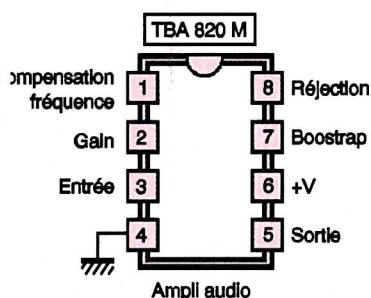 TBA 820 M
ompensation
fréquence
1
8
Réjection
Gain
2
7
Boostrap
Entrée
3
6
+V
4
5
Sortie
Ampli audio